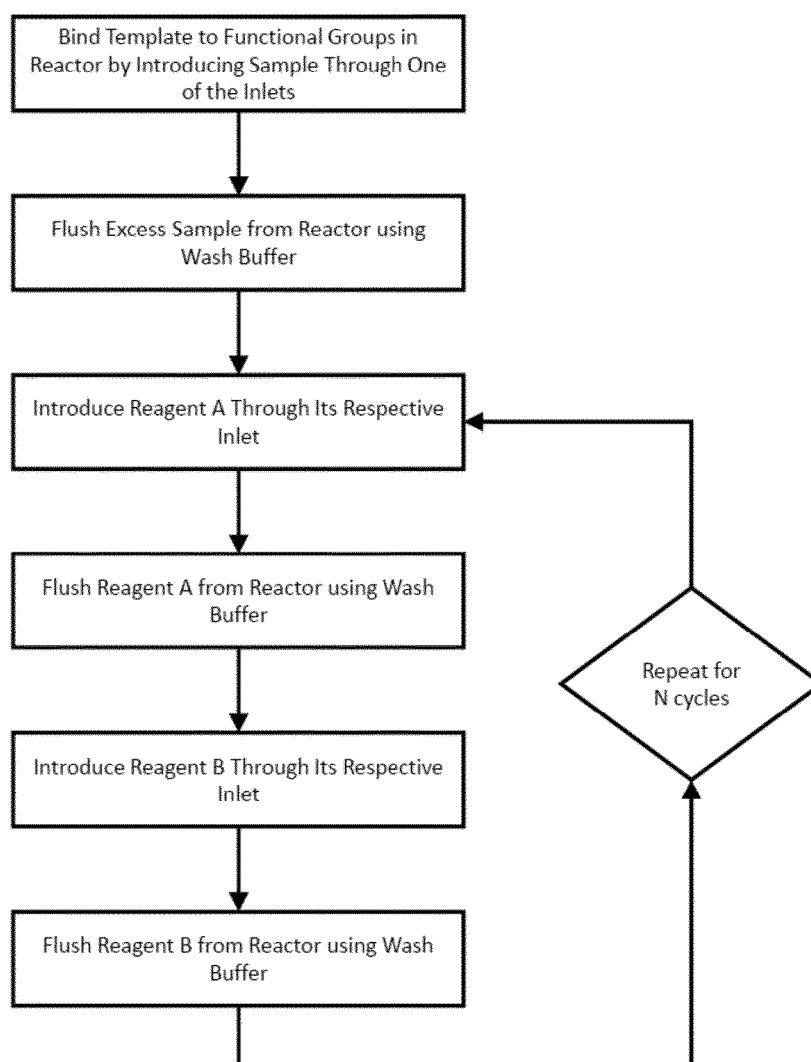 Bind Template to Functional Groups in
Reactor by Introducing Sample Through One
of the Inlets
Flush Excess Sample from Reactor using
Wash Buffer
Introduce Reagent A Through Its Respective
Inlet
Flush Reagent A from Reactor using Wash
Buffer
Repeat for
N cycles
Introduce Reagent B Through Its Respective
Inlet
Flush Reagent B from Reactor using Wash
Buffer